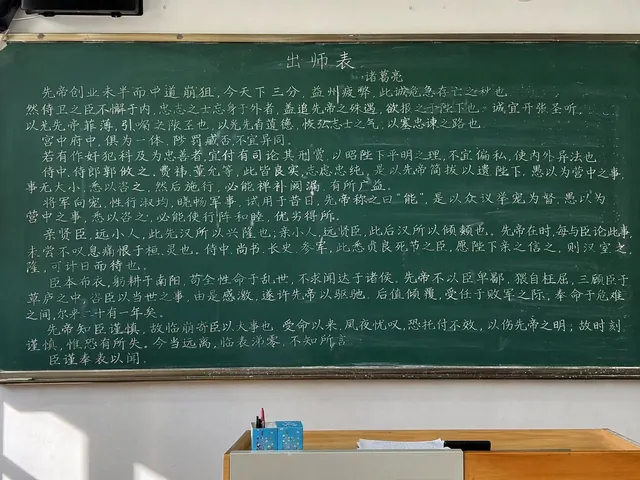 出师表
诸葛亮
先帝创业未半而中道崩殂，今天下三分，益州疲弊，此诚危急存亡之秋也
然侍卫之臣不懈于内，忠志之士忘身于外者，盖追先帝之殊遇，欲报之于陛下也。诚宜开张圣听，
以光先帝 菲薄，引喻之 也，以光先 道德，恢弘志士之气，以塞忠谏之路也。
宫中府中，俱为一体，陟罚臧否，不宜异同。
若有作奸犯科及为忠善者，宜付有司论其刑赏，以昭陛下平明之理，不宜偏私，使内外异法也。
侍中、侍郎郭攸之、费祎、董允等，此皆良实，志虑忠纯，是以先帝简拔以遗陛下。愚以为营中之事，
事无大小，悉以咨之，然后施行，必能裨补阙漏，有所广益。
将军向宠，性行淑均，晓畅军事，试用于昔日，先帝称之曰“能”，是以众议举宠为督。愚以为
营中之事，悉以咨之，必能使行阵和睦，优劣得所。
亲贤臣，远小人，此先汉所以兴隆也；亲小人，远贤臣，此后汉所以倾颓也。先帝在时，每与臣论此事，
未尝不叹息痛恨于桓、灵也。侍中、尚书、长史、参军，此悉贞良死节之臣，愿陛下亲之信之，则汉室之
隆，可计日而待也。
臣本布衣，躬耕于南阳，苟全性命于乱世，不求闻达于诸侯。先帝不以臣卑鄙，猥自枉屈，三顾臣于
草庐之中，咨臣以当世之事，由是感激，遂许先帝以驱驰。后值倾覆，受任于败军之际，奉命于危难
之间，尔来二十有一年矣。
先帝知臣谨慎，故临崩寄臣以大事也。受命以来，夙夜忧叹，恐托付不效，以伤先帝之明；故时刻
谨慎，惟恐有所失。今当远离，临表涕零，不知所言
臣谨奉表以闻